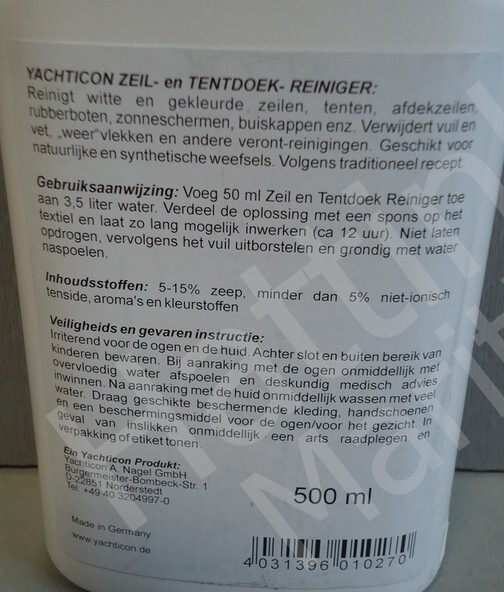 YACHTICON ZEIL- en TENTDOEK- REINIGER:
Reinigt witte en gekleurde zeilen, tenten, afdekzeilen,
rubberboten, zonneschermen, buiskappen enz. Verwijdert vuil en
vet, „weer"vlekken en andere veront-reinigingen. Geschikt voor
natuurlijke en synthetische weefsels. Volgens traditioneel recept.
Gebruiksaanwijzing: Voeg 50 ml Zeil en Tentdoek Reiniger toe
aan 3,5 liter water. Verdeel de oplossing met een spons op het
textiel en laat zo lang mogelijk inwerken (ca 12 uur). Niet laten
opdrogen, vervolgens het vuil uitborstelen en grondig met water
naspoelen.
Inhoudsstoffen: 5-15% zeep, minder dan 5% niet-ionisch
tenside, aroma's en kleurstoffen
Veiligheids en gevaren instructie:
Irriterend voor de ogen en de huid. Achter slot en buiten bereik van
kinderen bewaren. Bij aanraking met de ogen onmiddellijk met
overvloedig water afspoelen en deskundig medisch advies
inwinnen. Na aanraking met de huid onmiddellijk wassen met veel
water. Draag geschikte beschermende kleding, handschoenen
en een beschermingsmiddel voor de ogen/voor het gezicht. In
geval van inslikken onmiddellijk een arts raadplegen en
verpakking of etiket tonen.
Ein Yachticon Produkt:
Yachticon A. Nagel GmbH
Bürgermeister-Bombeck-Str. 1
D-22851 Norderstedt
Tel: +49 40 3204997-0
500 ml
Made in Germany
www.yachticon.de
4 031396 010270